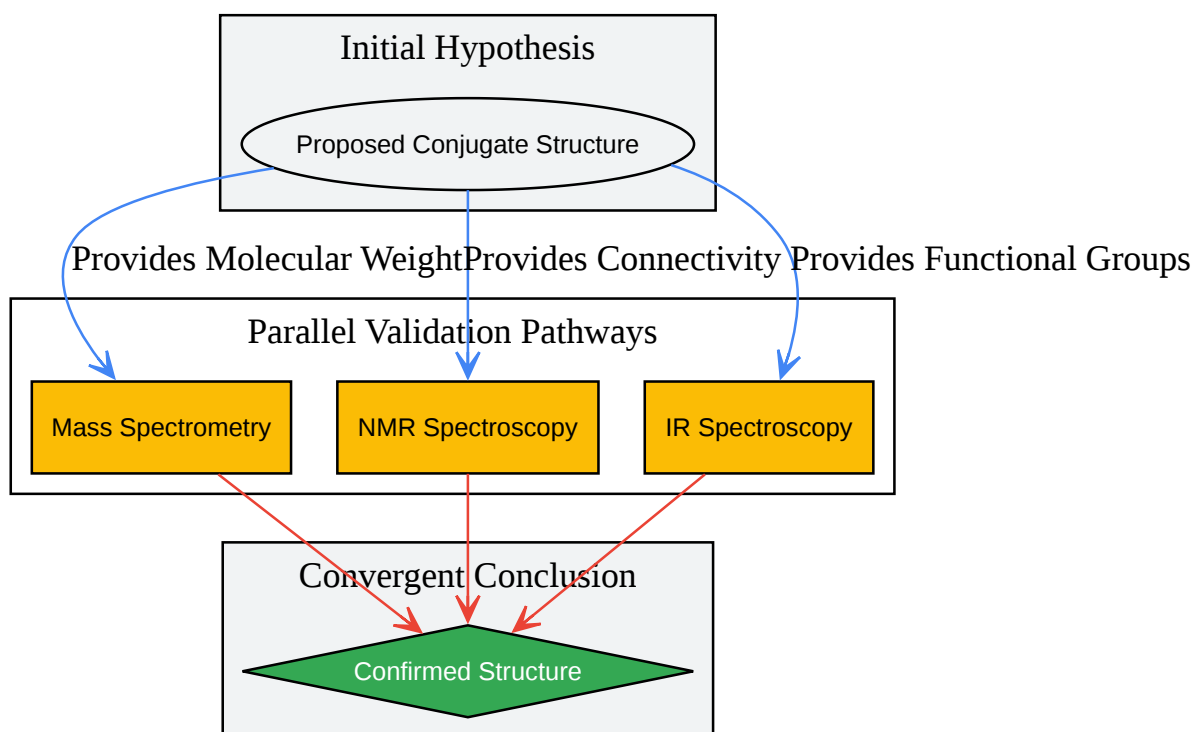 Initial Hypothesis
Proposed Conjugate Structure
Provides Molecular Weight
Provides Connectivity
Provides Functional Groups
Parallel Validation Pathways
Mass Spectrometry
NMR Spectroscopy
IR Spectroscopy
Convergent Conclusion
Confirmed Structure